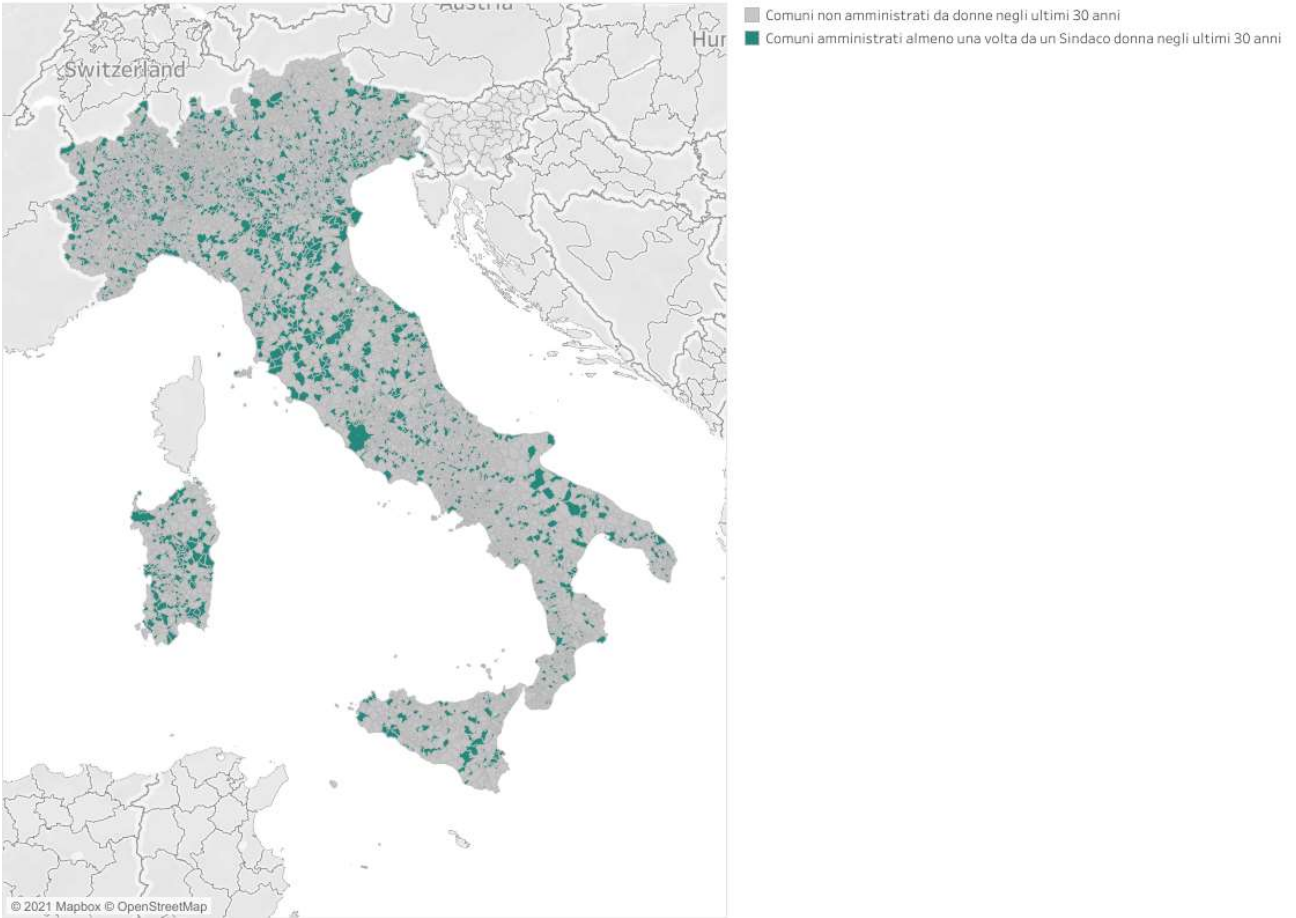 Austria
Comuni non amministrati da donne negli ultimi 30 anni
Comuni amministrati almeno una volta da un Sindaco donna negli ultimi 30 anni
Hur
Switzerland
© 2021 Mapbox © OpenStreetMap